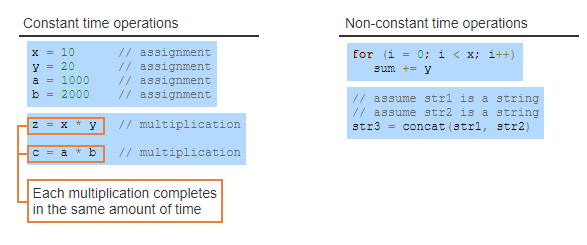 Constant time operations
x = 10 // assignment
y = 20 // assignment
a = 1000 // assignment
b = 2000 // assignment
z = x * y // multiplication
c = a * b // multiplication
Each multiplication completes
in the same amount of time
Non-constant time operations
for (i = 0; i < x; i++)
sum += y
// assume str1 is a string
// assume str2 is a string
str3 = concat(str1, str2)